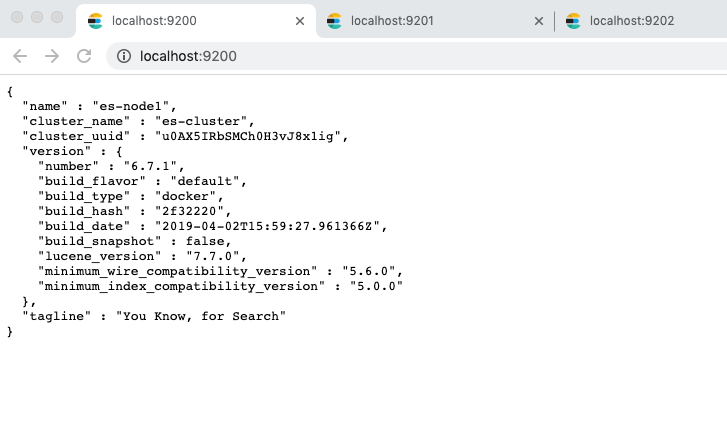 localhost:9200
localhost:9201
localhost:9202
localhost:9200
{
  "name" : "es-node1",
  "cluster_name" : "es-cluster",
  "cluster_uuid" : "u0AX5IRbSMCh0H3vJ8x1ig",
  "version" : {
    "number" : "6.7.1",
    "build_flavor" : "default",
    "build_type" : "docker",
    "build_hash" : "2f32220",
    "build_date" : "2019-04-02T15:59:27.961366Z",
    "build_snapshot" : false,
    "lucene_version" : "7.7.0",
    "minimum_wire_compatibility_version" : "5.6.0",
    "minimum_index_compatibility_version" : "5.0.0"
  },
  "tagline" : "You Know, for Search"
}